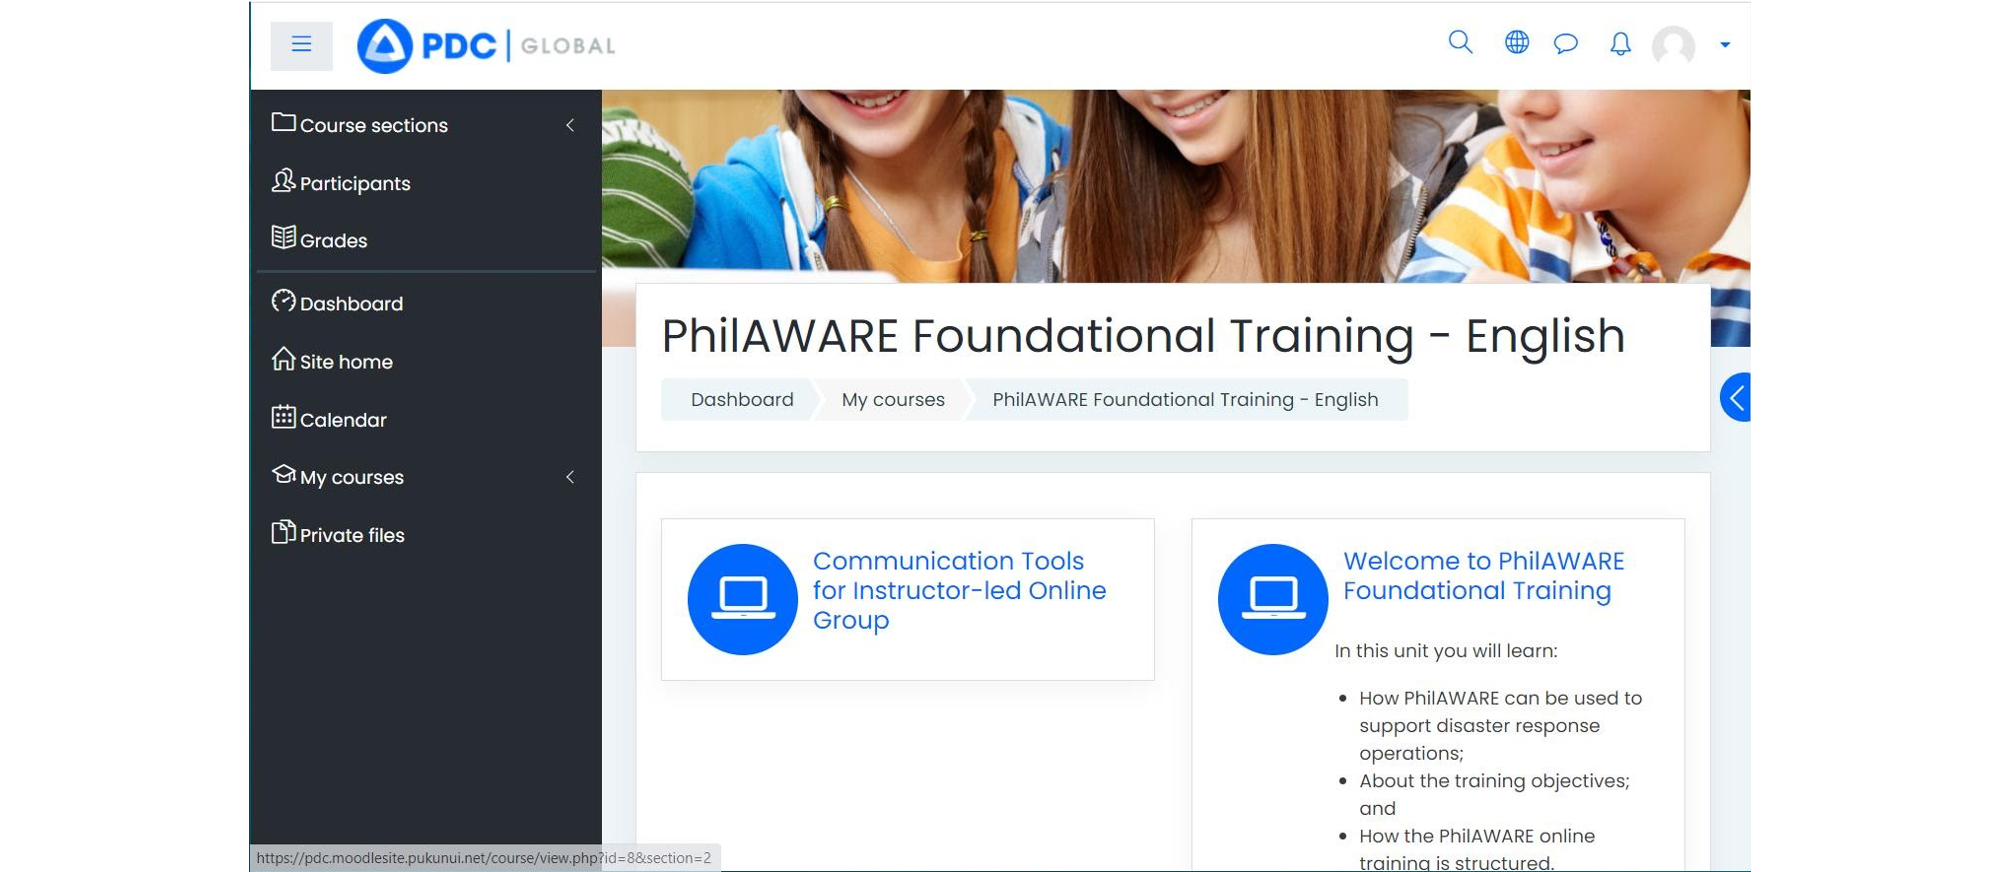 PDC | GLOBAL
Course sections
Participants
Grades
Dashboard
Site home
Calendar
My courses
Private files
PhilAWARE Foundational Training - English
Dashboard
My courses
PhilAWARE Foundational Training - English
Communication Tools
for Instructor-led Online
Group
Welcome to PhilAWARE
Foundational Training
In this unit you will learn:
How PhilAWARE can be used to
support disaster response
operations;
About the training objectives;
and
How the PhilAWARE online
training is structured.
https://pdc.moodlesite.pukunui.net/course/view.php?id=8&section=2